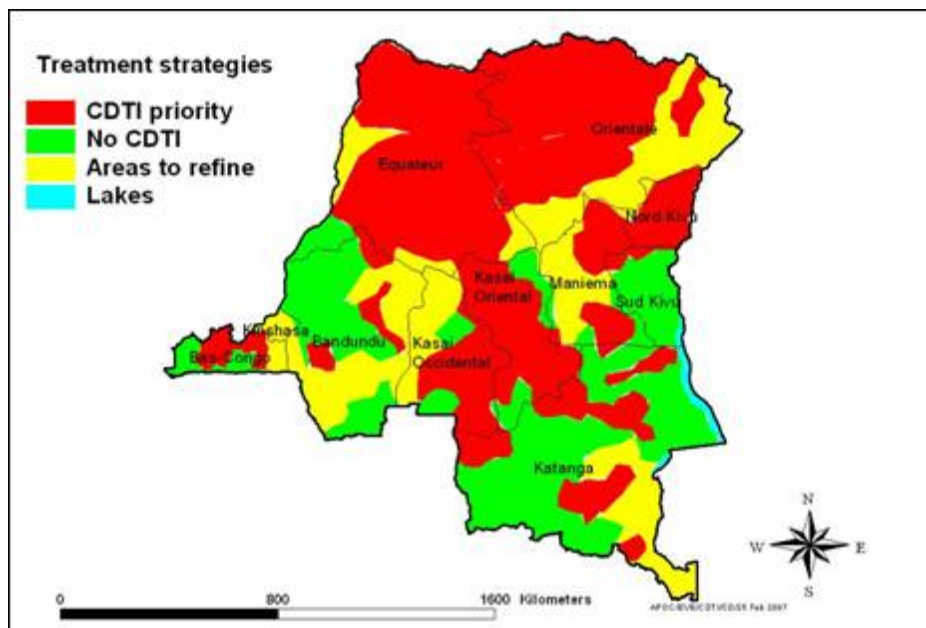 Treatment strategies
CDTI priority
No CDTI
Areas to refine
Lakes
Orientale
Equateur
Nord Kivu
Kasai
Oriental
Maniema
Sud Kivu
Kinshasa
Bas-Congo
Bandundu
Kasai
Occidental
Katanga
N
W E
S
0 800 1600 Kilometers